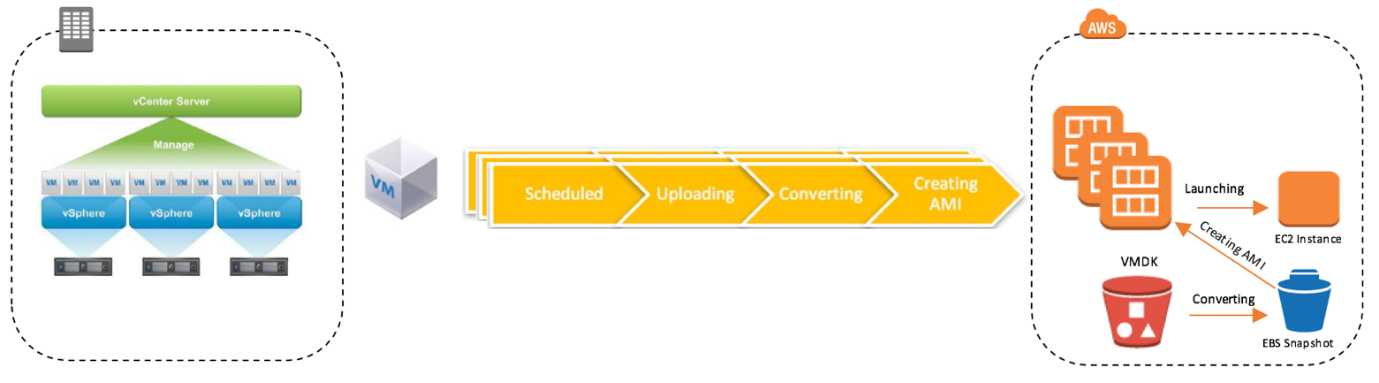 AWS
vCenter Server
Manage
VM VM VM VM VM VM VM VM VM VM VM VM
vSphere vSphere vSphere
VM
Scheduled
Uploading
Converting
Creating
AMI
Launching
EC2 Instance
Creating AMI
VMDK
Converting
EBS Snapshot